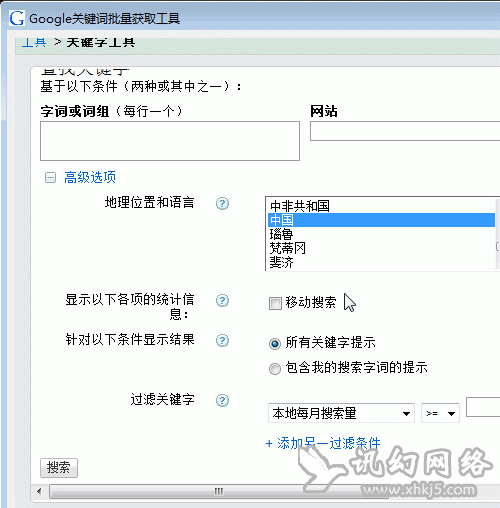 Google关键词批量获取工具
工具 > 关键字工具
查找关键字
基于以下条件（两种或其中之一）：
字词或词组（每行一个） 网站
高级选项
地理位置和语言 ?
中非共和国
中国
瑙鲁
梵蒂冈
斐济
显示以下各项的统计信息： ? 移动搜索
针对以下条件显示结果 ? 所有关键字提示
包含我的搜索字词的提示
过滤关键字 ? 本地每月搜索量 >=
+ 添加另一过滤条件
搜索
讯幻网络
www.xhkj5.com